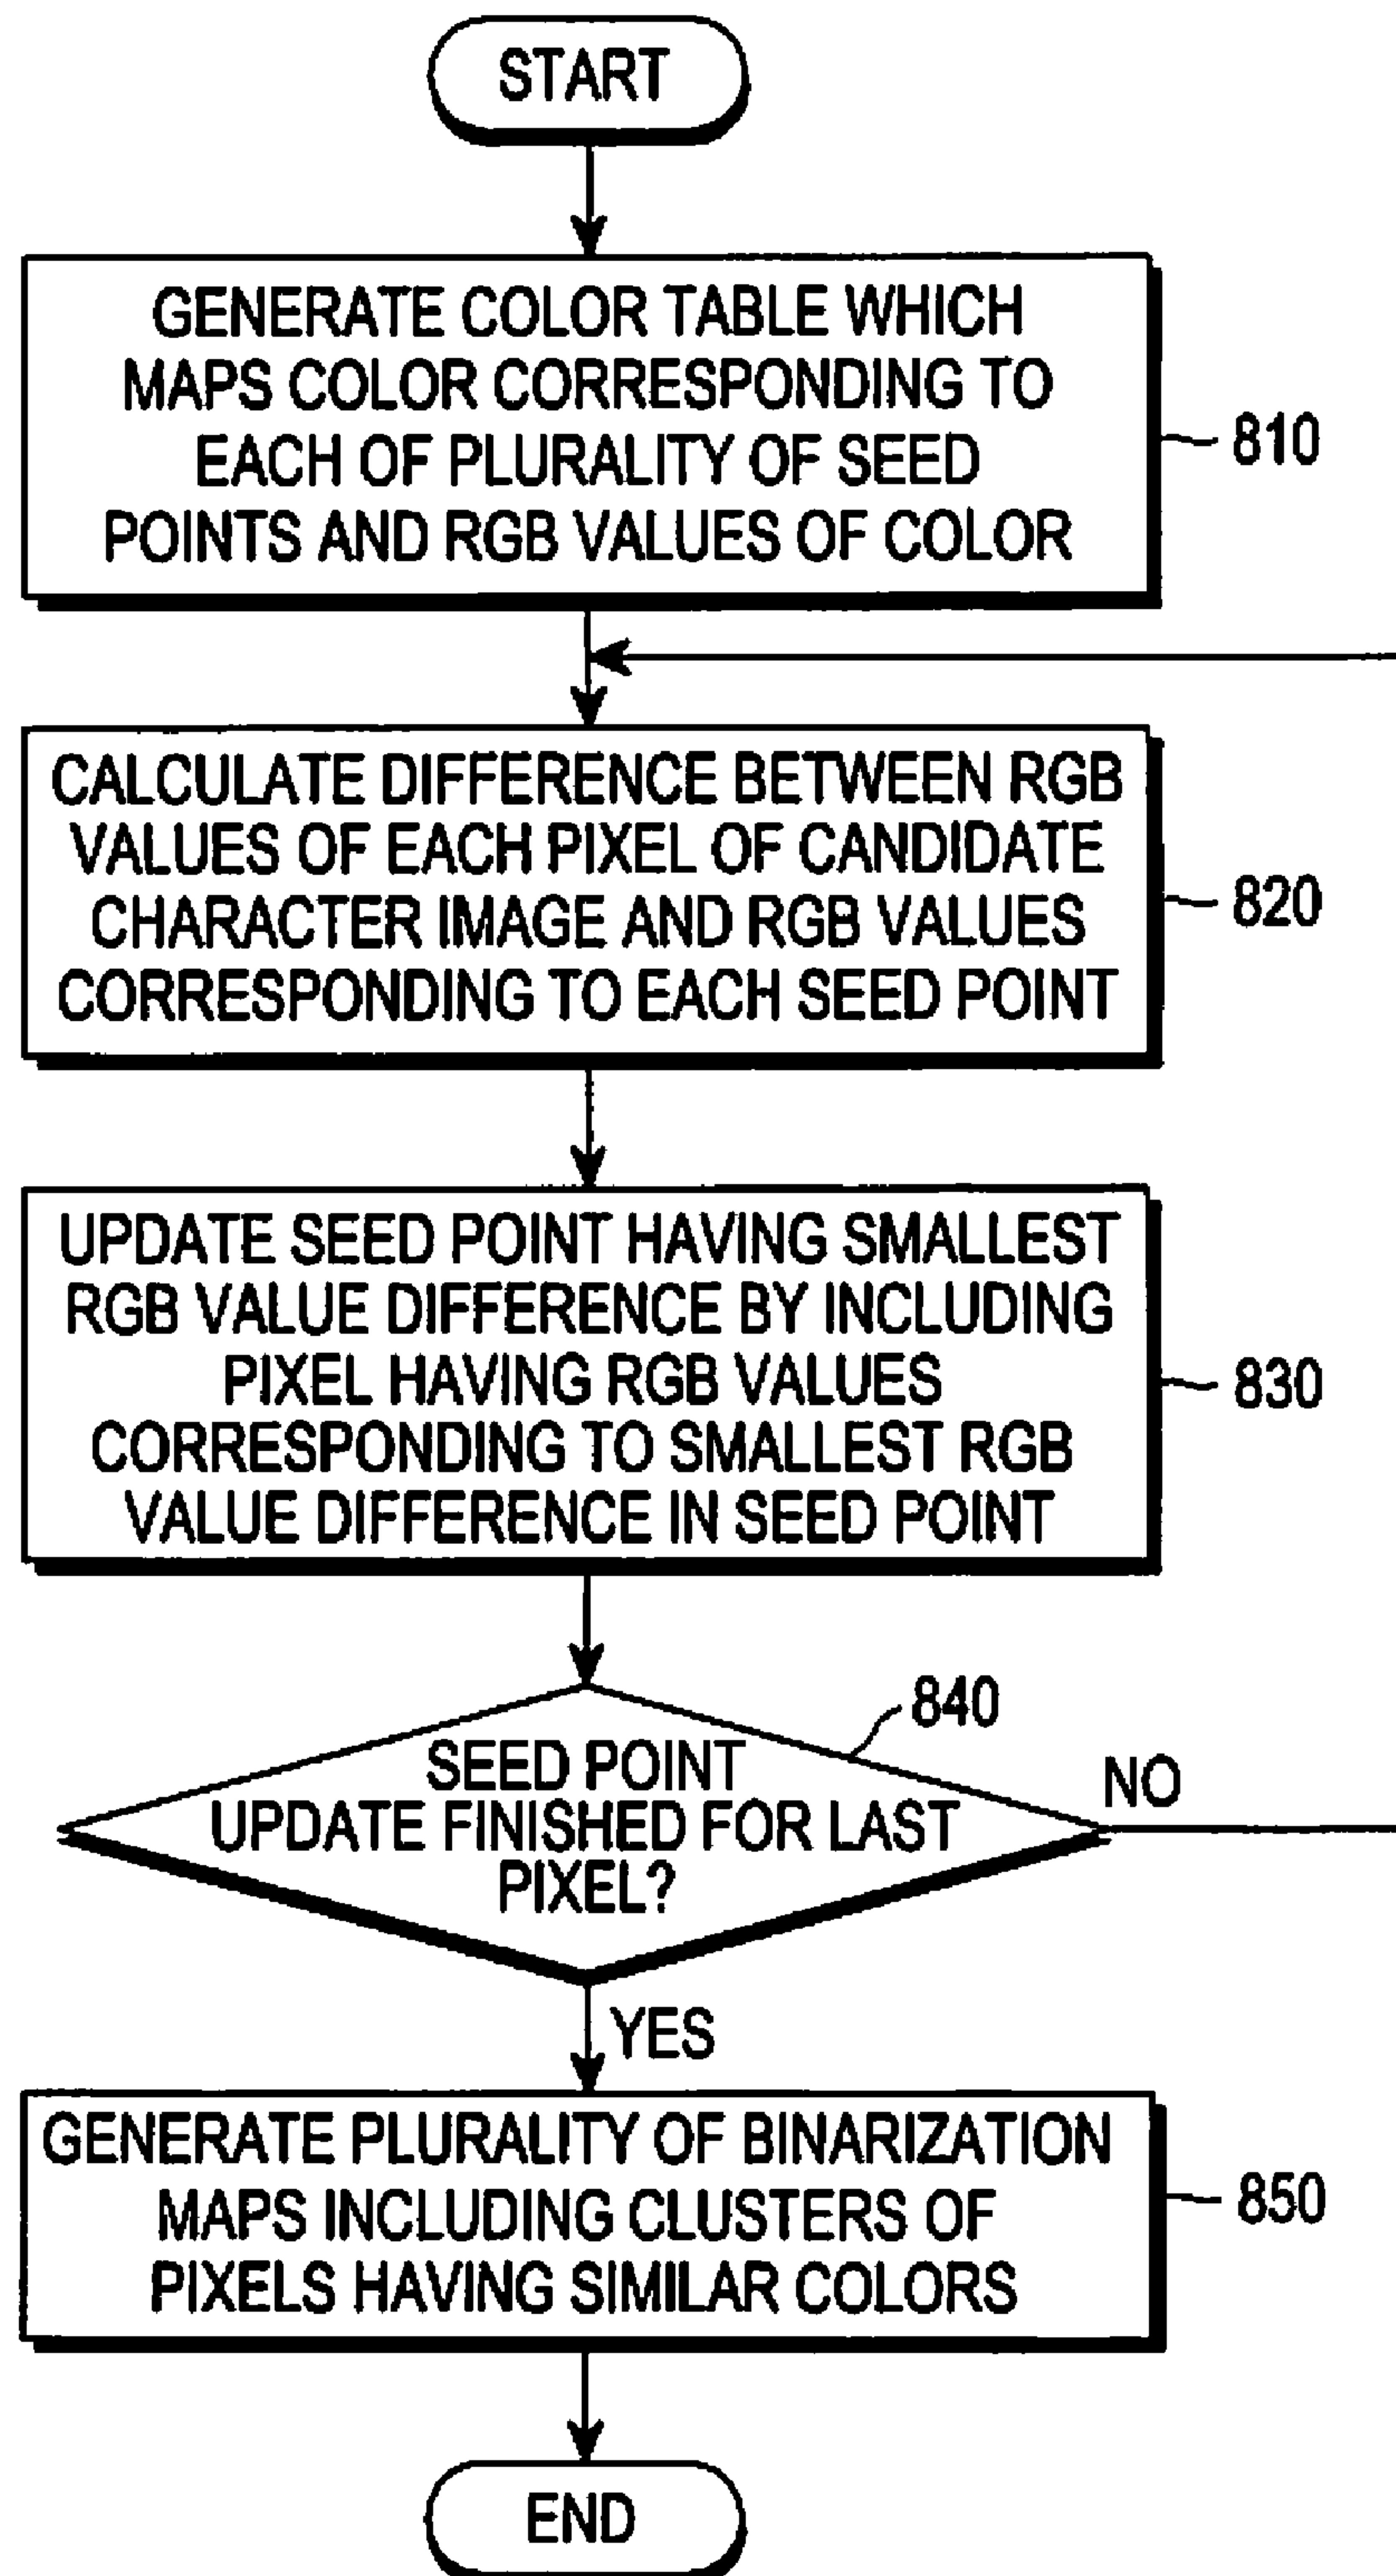 START
GENERATE COLOR TABLE WHICH
MAPS COLOR CORRESPONDING TO
EACH OF PLURALITY OF SEED
POINTS AND RGB VALUES OF COLOR
810
CALCULATE DIFFERENCE BETWEEN RGB
VALUES OF EACH PIXEL OF CANDIDATE
CHARACTER IMAGE AND RGB VALUES
CORRESPONDING TO EACH SEED POINT
820
UPDATE SEED POINT HAVING SMALLEST
RGB VALUE DIFFERENCE BY INCLUDING
PIXEL HAVING RGB VALUES
CORRESPONDING TO SMALLEST RGB
VALUE DIFFERENCE IN SEED POINT
830
840
SEED POINT
UPDATE FINISHED FOR LAST
PIXEL?
NO
YES
GENERATE PLURALITY OF BINARIZATION
MAPS INCLUDING CLUSTERS OF
PIXELS HAVING SIMILAR COLORS
850
END